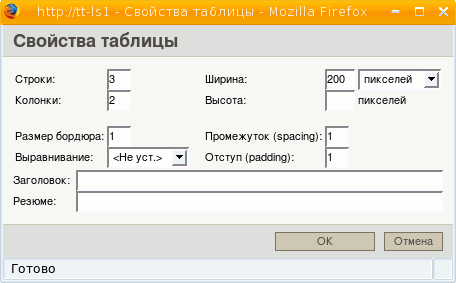 http://tt-ls1 - Свойства таблицы - Mozilla Firefox
Свойства таблицы
Строки: 3 Ширина: 200 пикселей
Колонки: 2 Высота: пикселей
Размер бордюра: 1 Промежуток (spacing): 1
Выравнивание: <Не уст.> Отступ (padding): 1
Заголовок:
Резюме:
OK Отмена
Готово